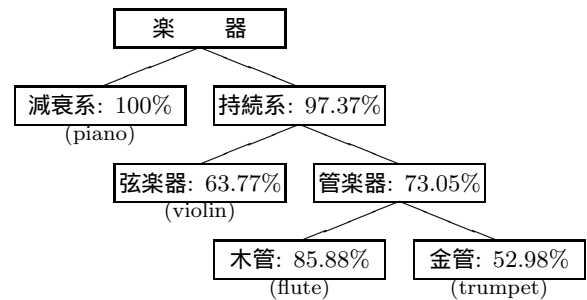 楽 器
減衰系: 100% 持続系: 97.37%
(piano)
弦楽器: 63.77% 管楽器: 73.05%
(violin)
木管: 85.88% 金管: 52.98%
(flute) (trumpet)